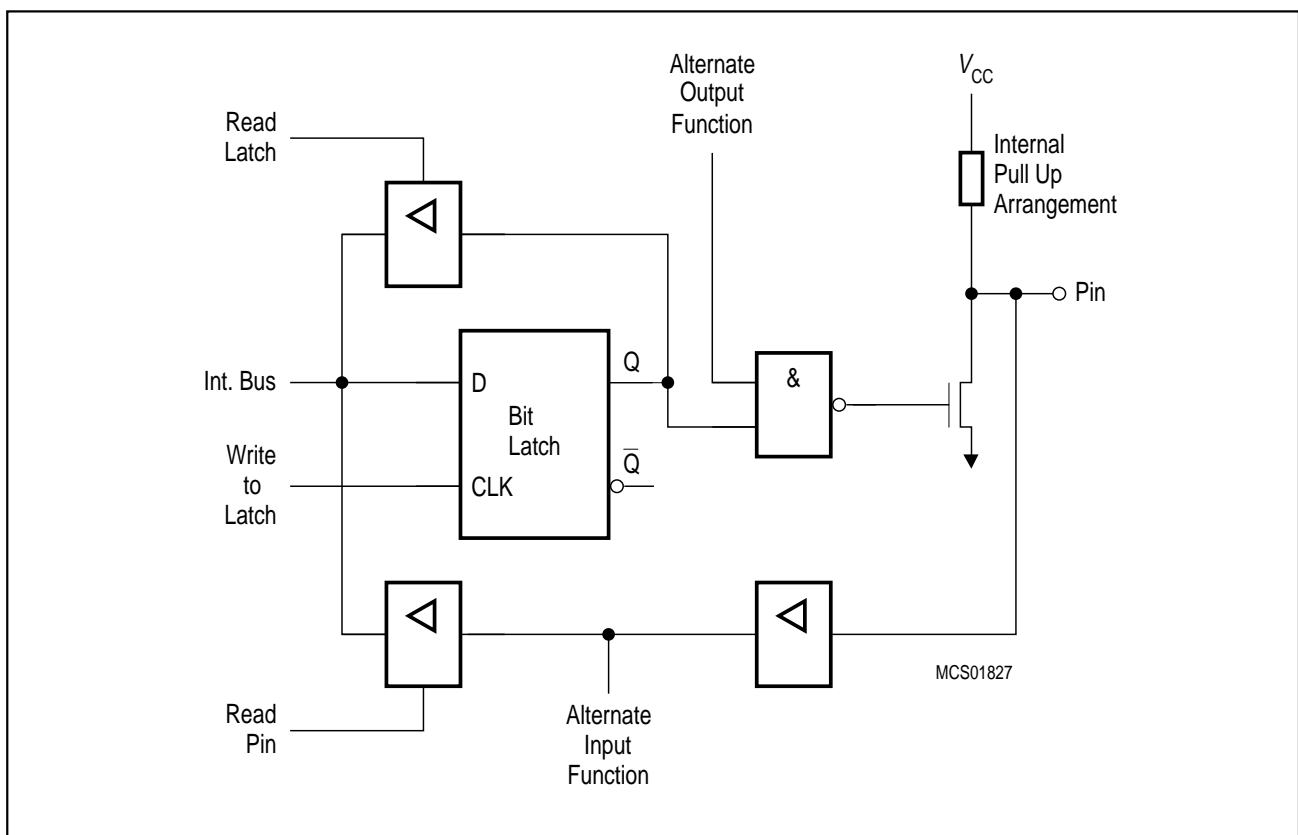 Alternate
Output
Function
V_CC
Read
Latch
Internal
Pull Up
Arrangement
Pin
Int. Bus
D
Q
&
Bit
Latch
Write
to
Latch
CLK
Q̅
MCS01827
Read
Pin
Alternate
Input
Function